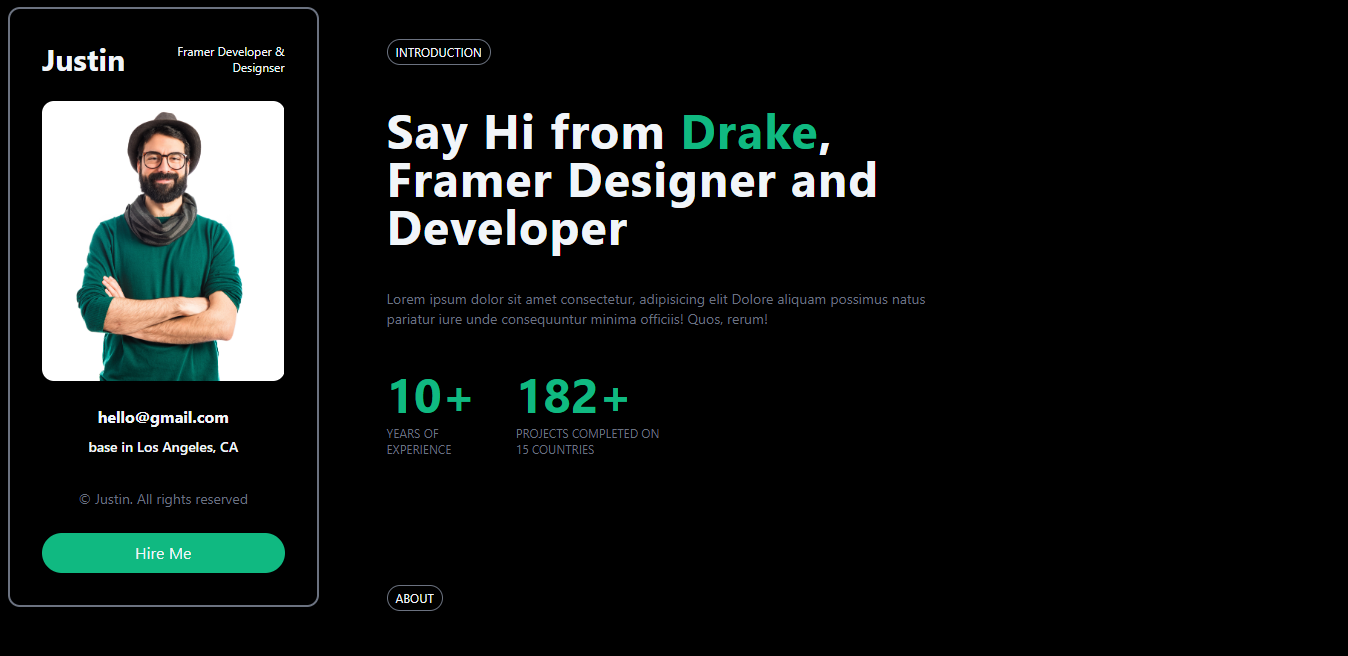 Justin
Framer Developer &
Designser
hello@gmail.com
base in Los Angeles, CA
© Justin. All rights reserved
Hire Me
INTRODUCTION
Say Hi from Drake,
Framer Designer and
Developer
Lorem ipsum dolor sit amet consectetur, adipisicing elit Dolore aliquam possimus natus
pariatur iure unde consequuntur minima officiis! Quos, rerum!
10+
YEARS OF
EXPERIENCE
182+
PROJECTS COMPLETED ON
15 COUNTRIES
ABOUT